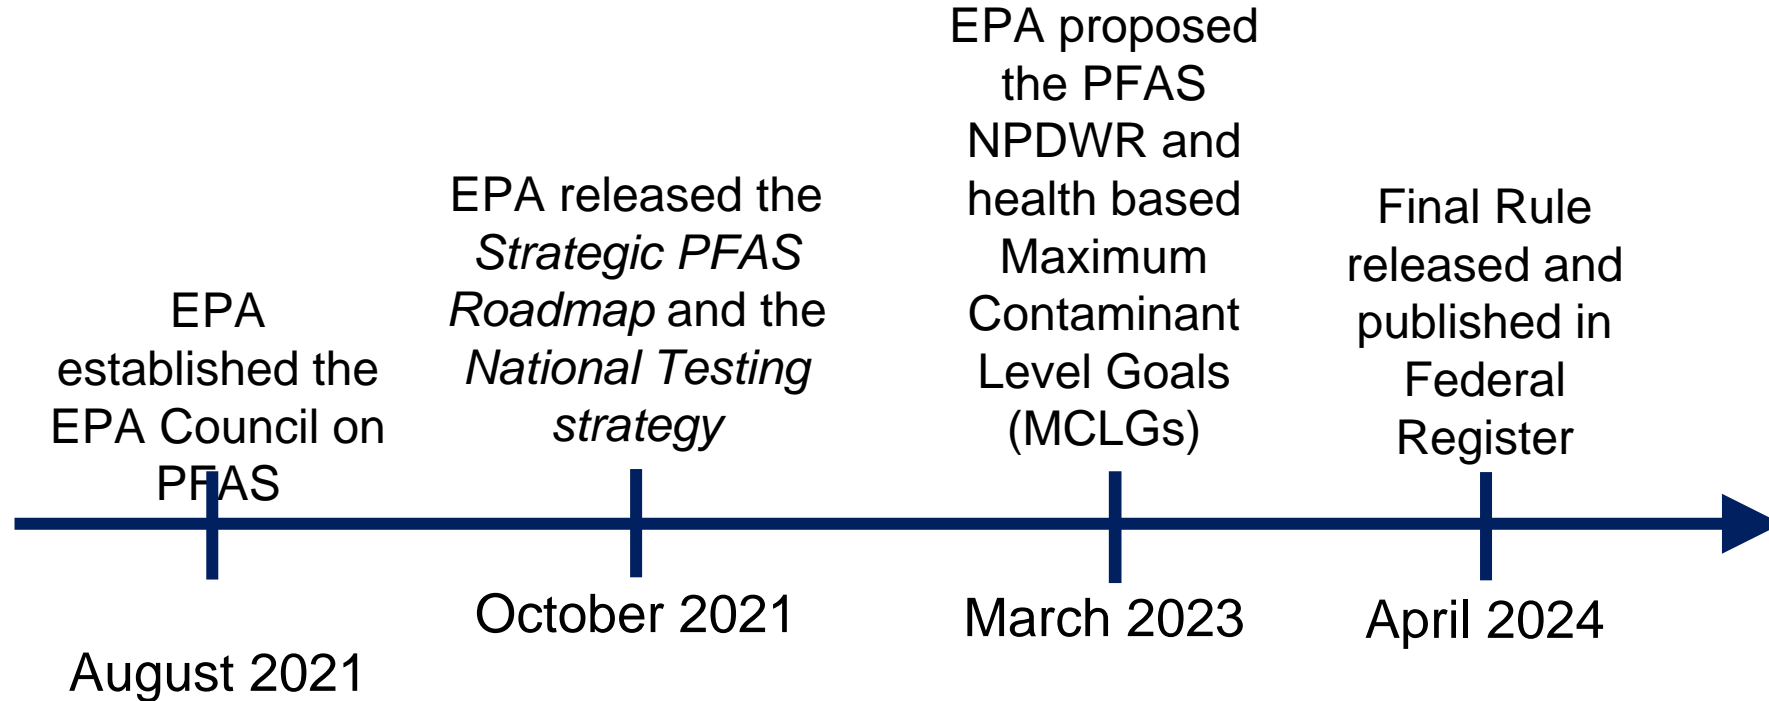 EPA
established the
EPA Council on
PFAS
August 2021
EPA released the
Strategic PFAS
Roadmap and the
National Testing
strategy
October 2021
EPA proposed
the PFAS
NPDWR and
health based
Maximum
Contaminant
Level Goals
(MCLGs)
March 2023
Final Rule
released and
published in
Federal
Register
April 2024